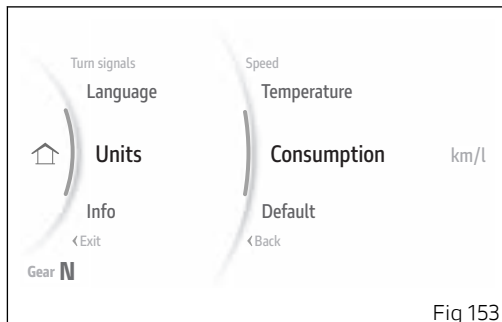 Turn signals
Language
Units
Info
‹Exit
Gear N
Speed
Temperature
Consumption km/l
Default
‹Back
Fig 153